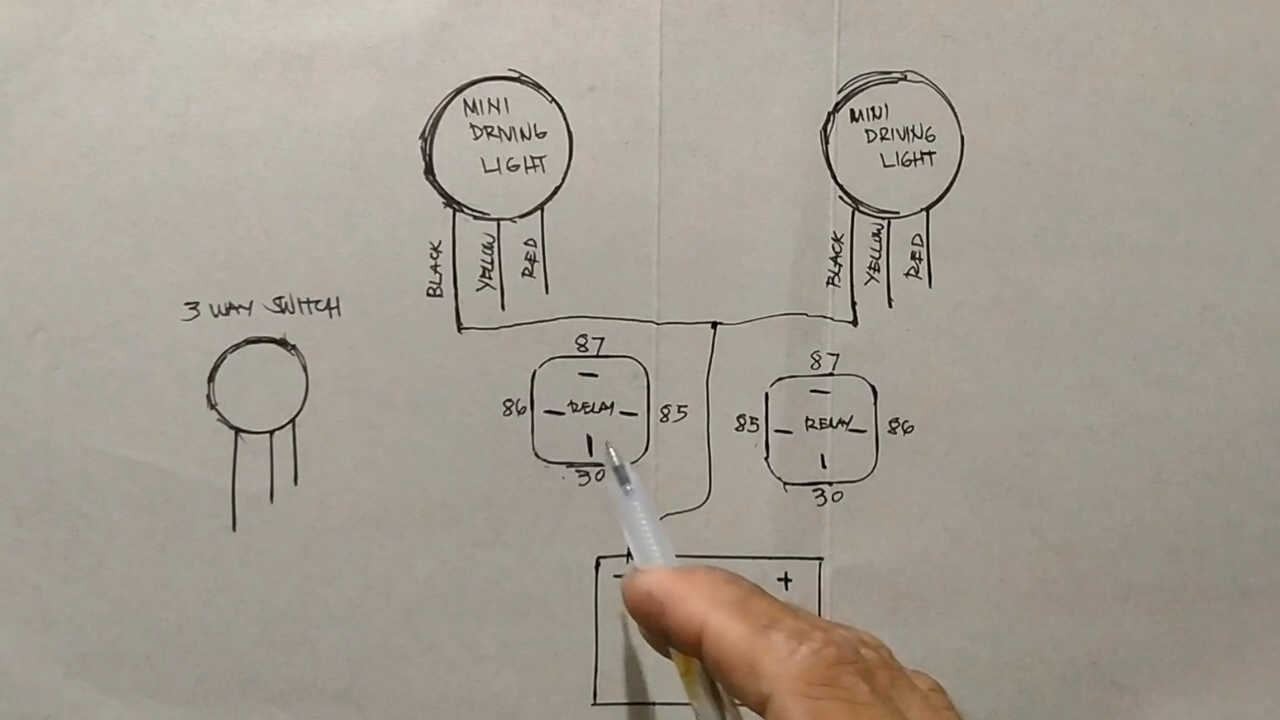 MINI
DRIVING
LIGHT
MINI
DRIVING
LIGHT
BLACK
YELLOW
RED
BLACK
YELLOW
RED
3 WAY SWITCH
87
86
RELAY
85
30
87
85
RELAY
86
30
-
+